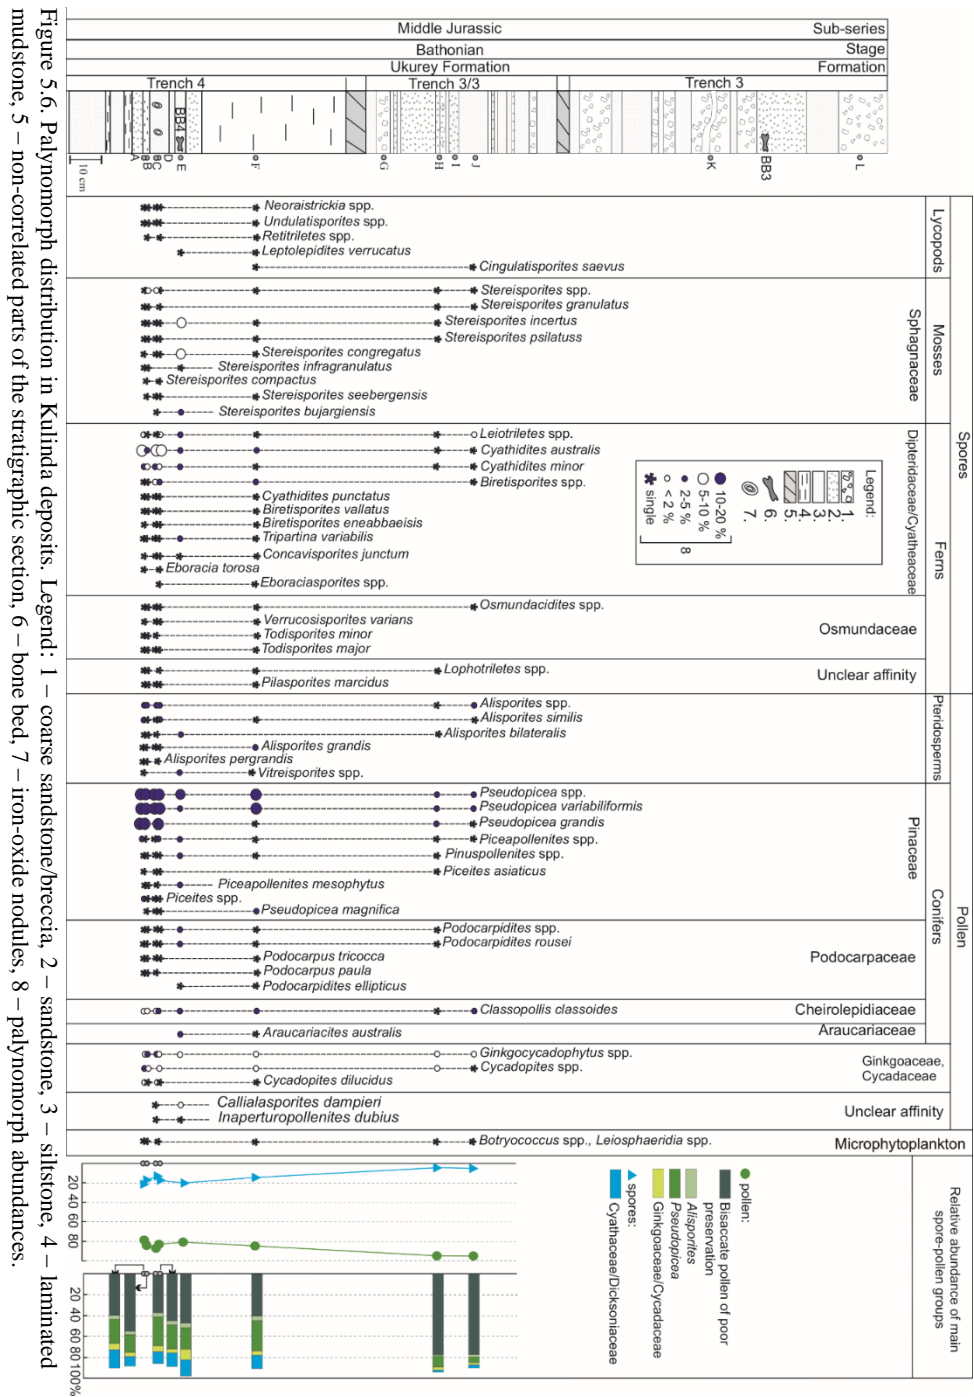 Middle Jurassic
Sub-series
Bathonian
Stage
Ukurey Formation
Formation
Trench 4
Trench 3/3
Trench 3
BB4
BB3
A
B
C
D
E
F
G
H
I
J
K
L
10 cm
Neoraistrickia spp.
Undulatisporites spp.
Retitriletes spp.
Leptolepidites verrucatus
Cingulatisporites saevus
Lycopods
Stereisporites spp.
Stereisporites granulatus
Stereisporites incertus
Stereisporites psilatuss
Stereisporites congregatus
Stereisporites infragranulatus
Stereisporites compactus
Stereisporites seebergensis
Stereisporites bujargiensis
Sphagnaceae
Mosses
Leiotriletes spp.
Cyathidites australis
Cyathidites minor
Biretisporites spp.
Cyathidites punctatus
Biretisporites vallatus
Biretisporites eneabbaeisis
Tripartina variabilis
Concavisporites junctum
Eboracia torosa
Eboraciasporites spp.
Dipteridaceae/Cyatheaceae
Osmundacidites spp.
Verrucosisporites varians
Todisporites minor
Todisporites major
Osmundaceae
Lophotriletes spp.
Pilasporites marcidus
Unclear affinity
Ferns
Spores
Legend:
1.
2.
3.
4.
5.
6.
7.
8
10-20 %
5-10 %
2-5 %
< 2 %
single
Alisporites spp.
Alisporites similis
Alisporites bilateralis
Alisporites grandis
Alisporites pergrandis
Vitreisporites spp.
Pteridosperms
Pseudopicea spp.
Pseudopicea variabiliformis
Pseudopicea grandis
Piceapollenites spp.
Pinuspollenites spp.
Piceites asiaticus
Piceapollenites mesophytus
Piceites spp.
Pseudopicea magnifica
Pinaceae
Podocarpidites spp.
Podocarpidites rousei
Podocarpus tricocca
Podocarpus paula
Podocarpidites ellipticus
Podocarpaceae
Conifers
Classopollis classoides
Cheirolepidiaceae
Araucariacites australis
Araucariaceae
Ginkgocycadophytus spp.
Cycadopites spp.
Cycadopites dilucidus
Ginkgoaceae,
Cycadaceae
Callialasporites dampieri
Inaperturopollenites dubius
Unclear affinity
Pollen
Botryococcus spp., Leiosphaeridia spp.
Microphytoplankton
20 40 60 80
20 40 60 80 100%
pollen:
Bisaccate pollen of poor
preservation
Alisporites
Pseudopicea
Ginkgoaceae/Cycadaceae
spores:
Cyathaceae/Dicksoniaceae
Relative abundance of main
spore-pollen groups
Figure 5.6. Palynomorph distribution in Kulinda deposits. Legend: 1 – coarse sandstone/breccia, 2 – sandstone, 3 – siltstone, 4 – laminated
mudstone, 5 – non-correlated parts of the stratigraphic section, 6 – bone bed, 7 – iron-oxide nodules, 8 – palynomorph abundances.